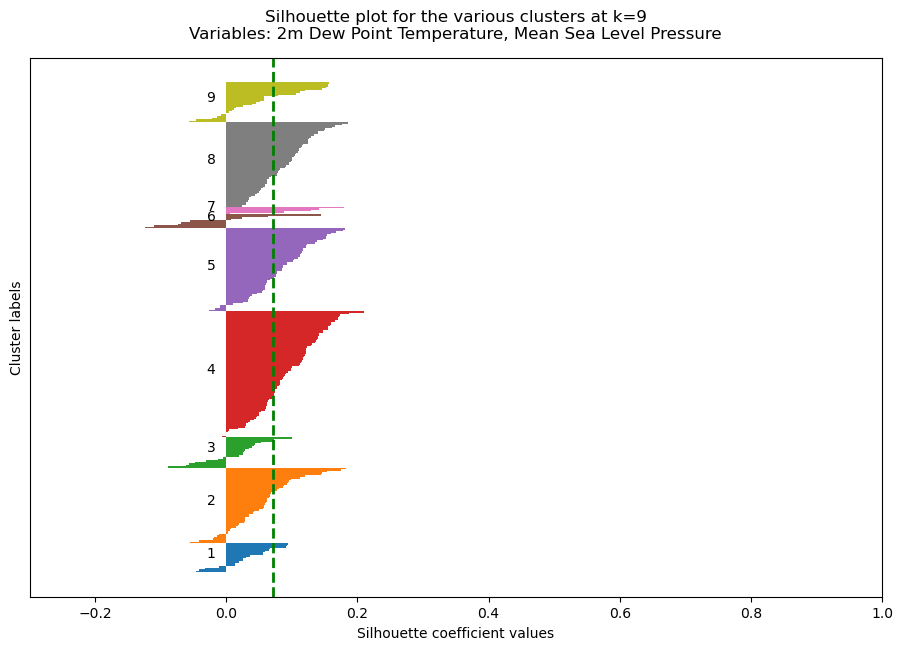 Silhouette plot for the various clusters at k=9
Variables: 2m Dew Point Temperature, Mean Sea Level Pressure
Cluster labels
9
8
7
6
5
4
3
2
1
−0.2 0.0 0.2 0.4 0.6 0.8 1.0
Silhouette coefficient values